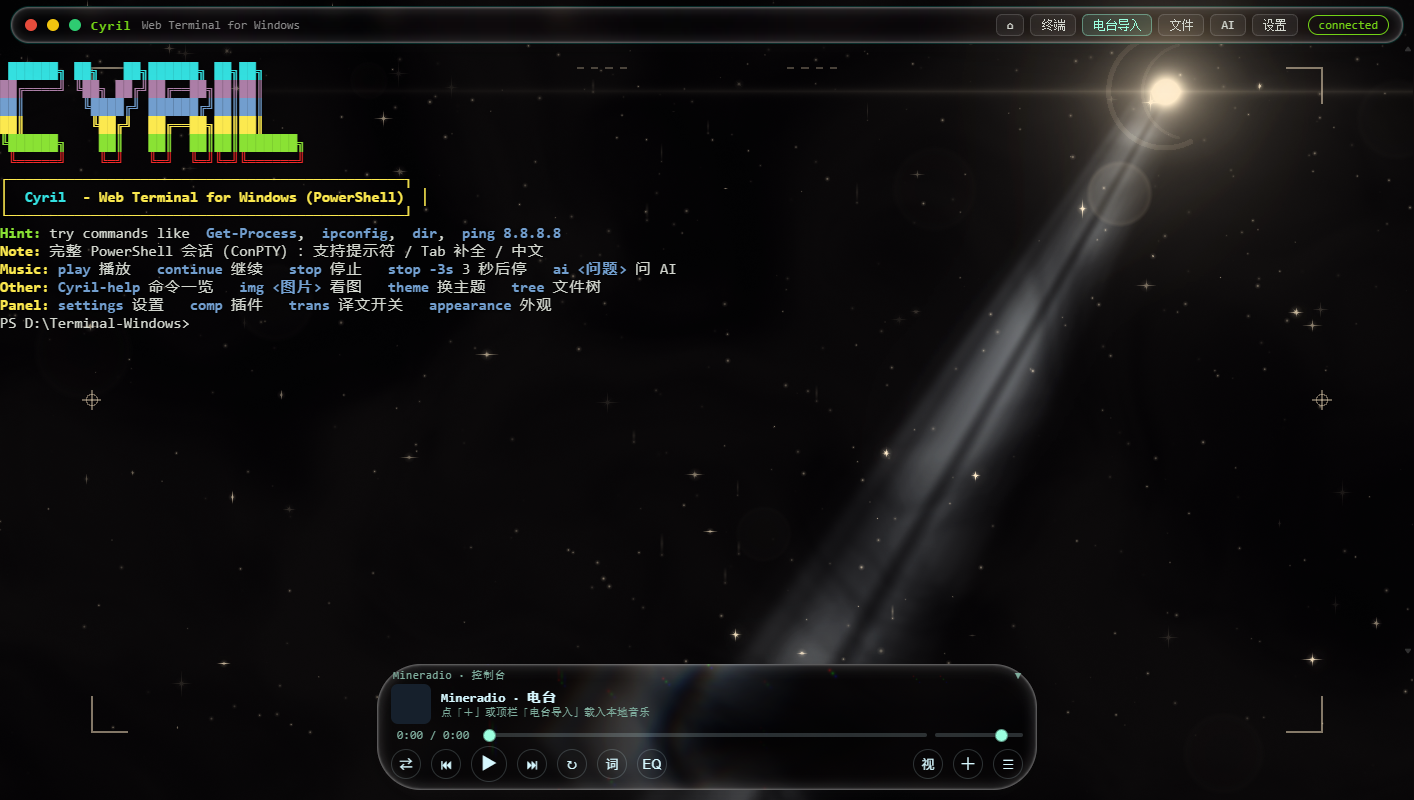 Cyril Web Terminal for Windows ⌂ 终端 电台导入 文件 AI 设置 connected
CYRIL
Cyril - Web Terminal for Windows (PowerShell)
Hint: try commands like Get-Process, ipconfig, dir, ping 8.8.8.8
Note: 完整 PowerShell 会话 (ConPTY) : 支持提示符 / Tab 补全 / 中文
Music: play 播放 continue 继续 stop 停止 stop -3s 3 秒后停 ai <问题> 问 AI
Other: Cyril-help 命令一览 img <图片> 看图 theme 换主题 tree 文件树
Panel: settings 设置 comp 插件 trans 译文开关 appearance 外观
PS D:\Terminal-Windows>
Mineradio · 控制台
Mineradio · 电台
点「＋」或顶栏「电台导入」载入本地音乐
0:00 / 0:00
词 EQ 视